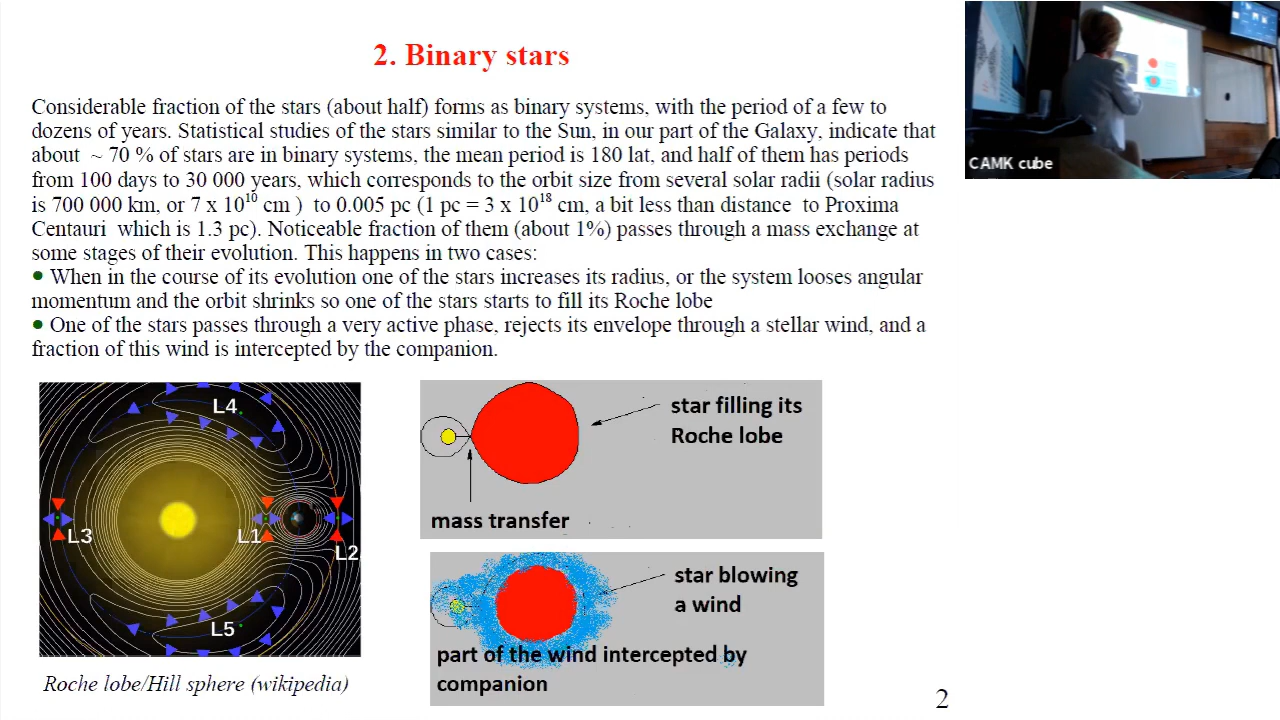 2. Binary stars
Considerable fraction of the stars (about half) forms as binary systems, with the period of a few to
dozens of years. Statistical studies of the stars similar to the Sun, in our part of the Galaxy, indicate that
about ~ 70 % of stars are in binary systems, the mean period is 180 lat, and half of them has periods
from 100 days to 30 000 years, which corresponds to the orbit size from several solar radii (solar radius
is 700 000 km, or 7 x 10¹⁰ cm ) to 0.005 pc (1 pc = 3 x 10¹⁸ cm, a bit less than distance to Proxima
Centauri which is 1.3 pc). Noticeable fraction of them (about 1%) passes through a mass exchange at
some stages of their evolution. This happens in two cases:
● When in the course of its evolution one of the stars increases its radius, or the system looses angular
momentum and the orbit shrinks so one of the stars starts to fill its Roche lobe
● One of the stars passes through a very active phase, rejects its envelope through a stellar wind, and a
fraction of this wind is intercepted by the companion.
L4
L3
L1
L2
L5
Roche lobe/Hill sphere (wikipedia)
star filling its
Roche lobe
mass transfer
star blowing
a wind
part of the wind intercepted by
companion
2
CAMK cube